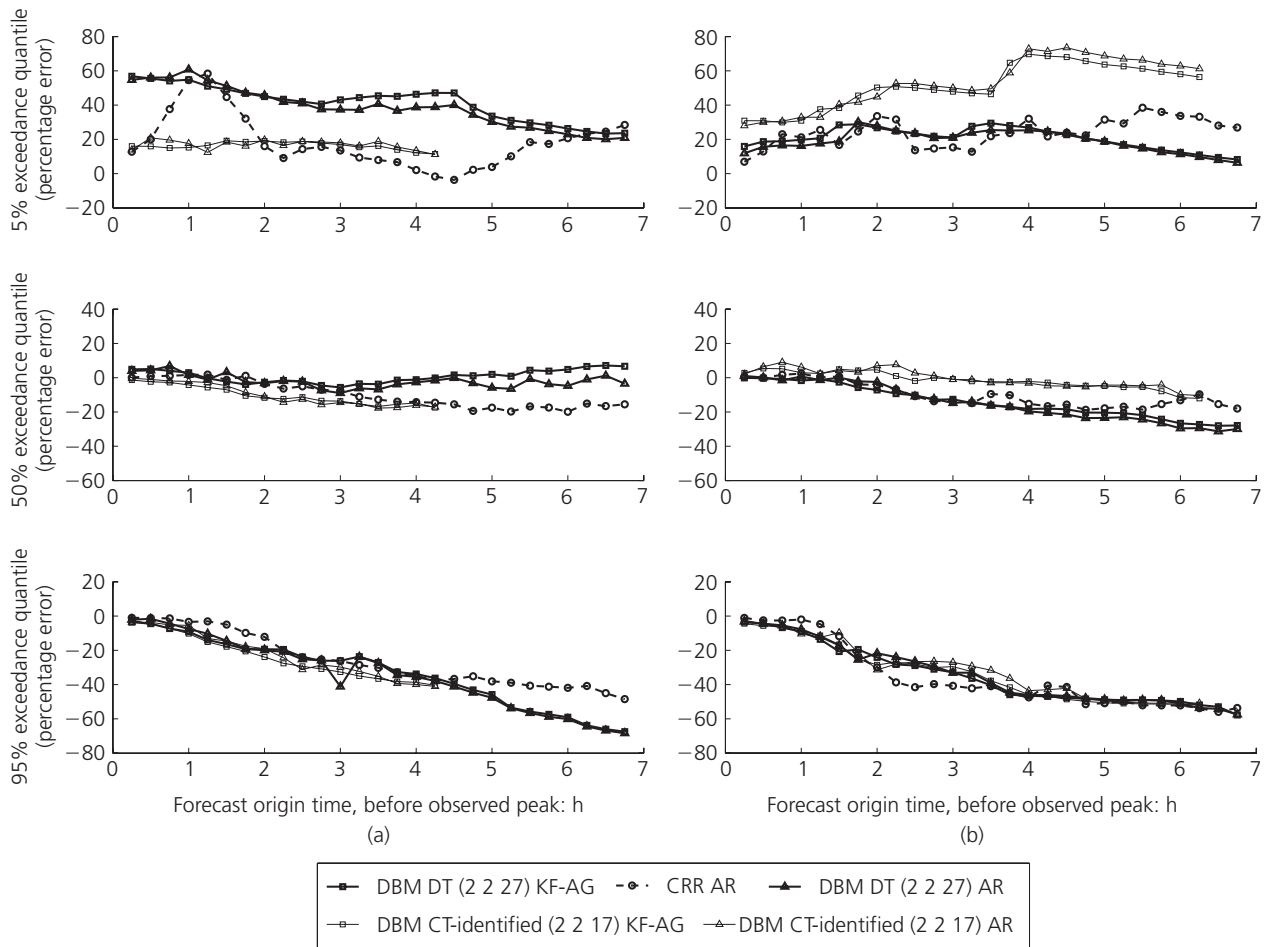 5% exceedance quantile
(percentage error)
80
60
40
20
0
−20
0 1 2 3 4 5 6 7
80
60
40
20
0
−20
0 1 2 3 4 5 6 7
50% exceedance quantile
(percentage error)
40
20
0
−20
−40
−60
0 1 2 3 4 5 6 7
40
20
0
−20
−40
−60
0 1 2 3 4 5 6 7
95% exceedance quantile
(percentage error)
20
0
−20
−40
−60
−80
0 1 2 3 4 5 6 7
Forecast origin time, before observed peak: h
(a)
20
0
−20
−40
−60
−80
0 1 2 3 4 5 6 7
Forecast origin time, before observed peak: h
(b)
DBM DT (2 2 27) KF-AG CRR AR DBM DT (2 2 27) AR
DBM CT-identified (2 2 17) KF-AG DBM CT-identified (2 2 17) AR